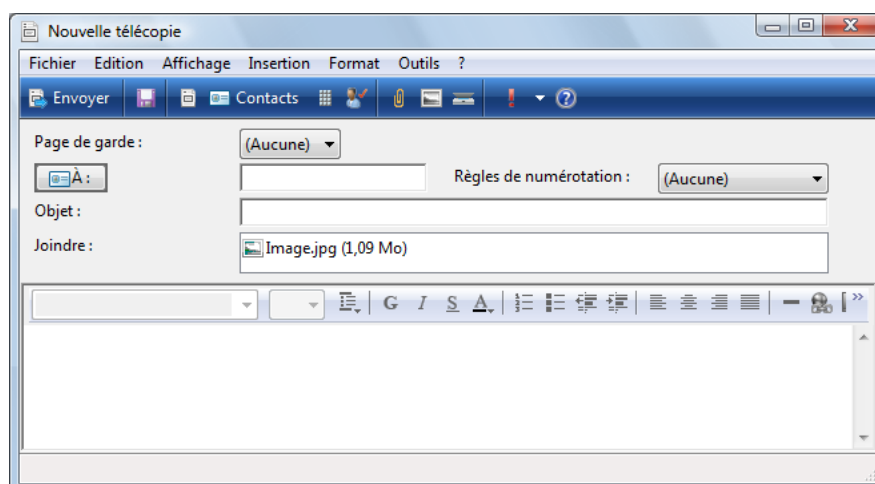 Nouvelle télécopie
Fichier Edition Affichage Insertion Format Outils ?
Envoyer Contacts
Page de garde : (Aucune)
À : Règles de numérotation : (Aucune)
Objet :
Joindre : Image.jpg (1,09 Mo)
G I S A